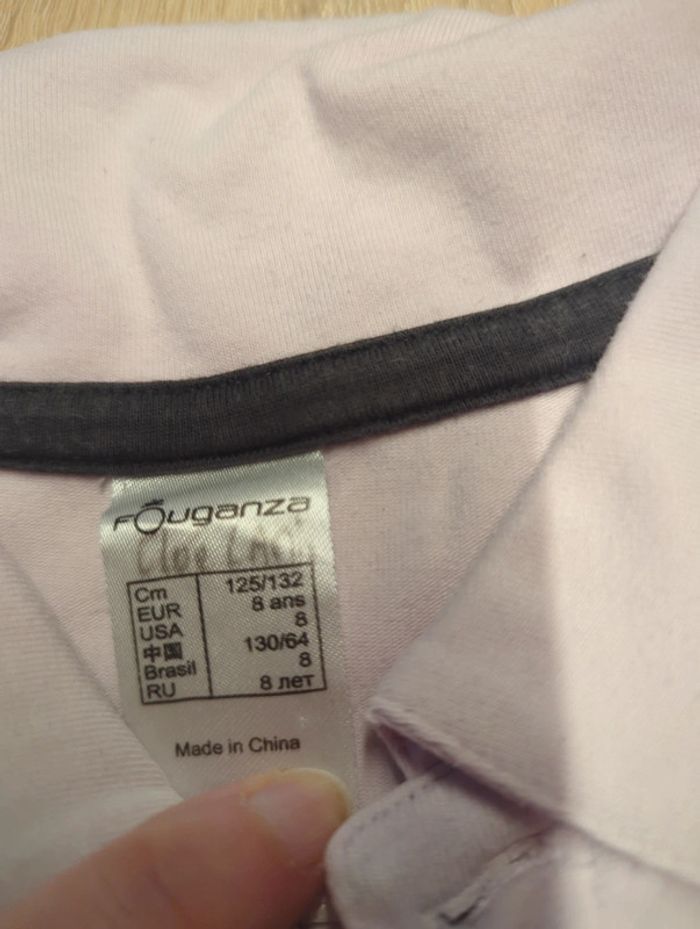 FOuganza
Cm 125/132
EUR 8 ans
USA 8
中国 130/64
Brasil 8
RU 8 лет
Made in China